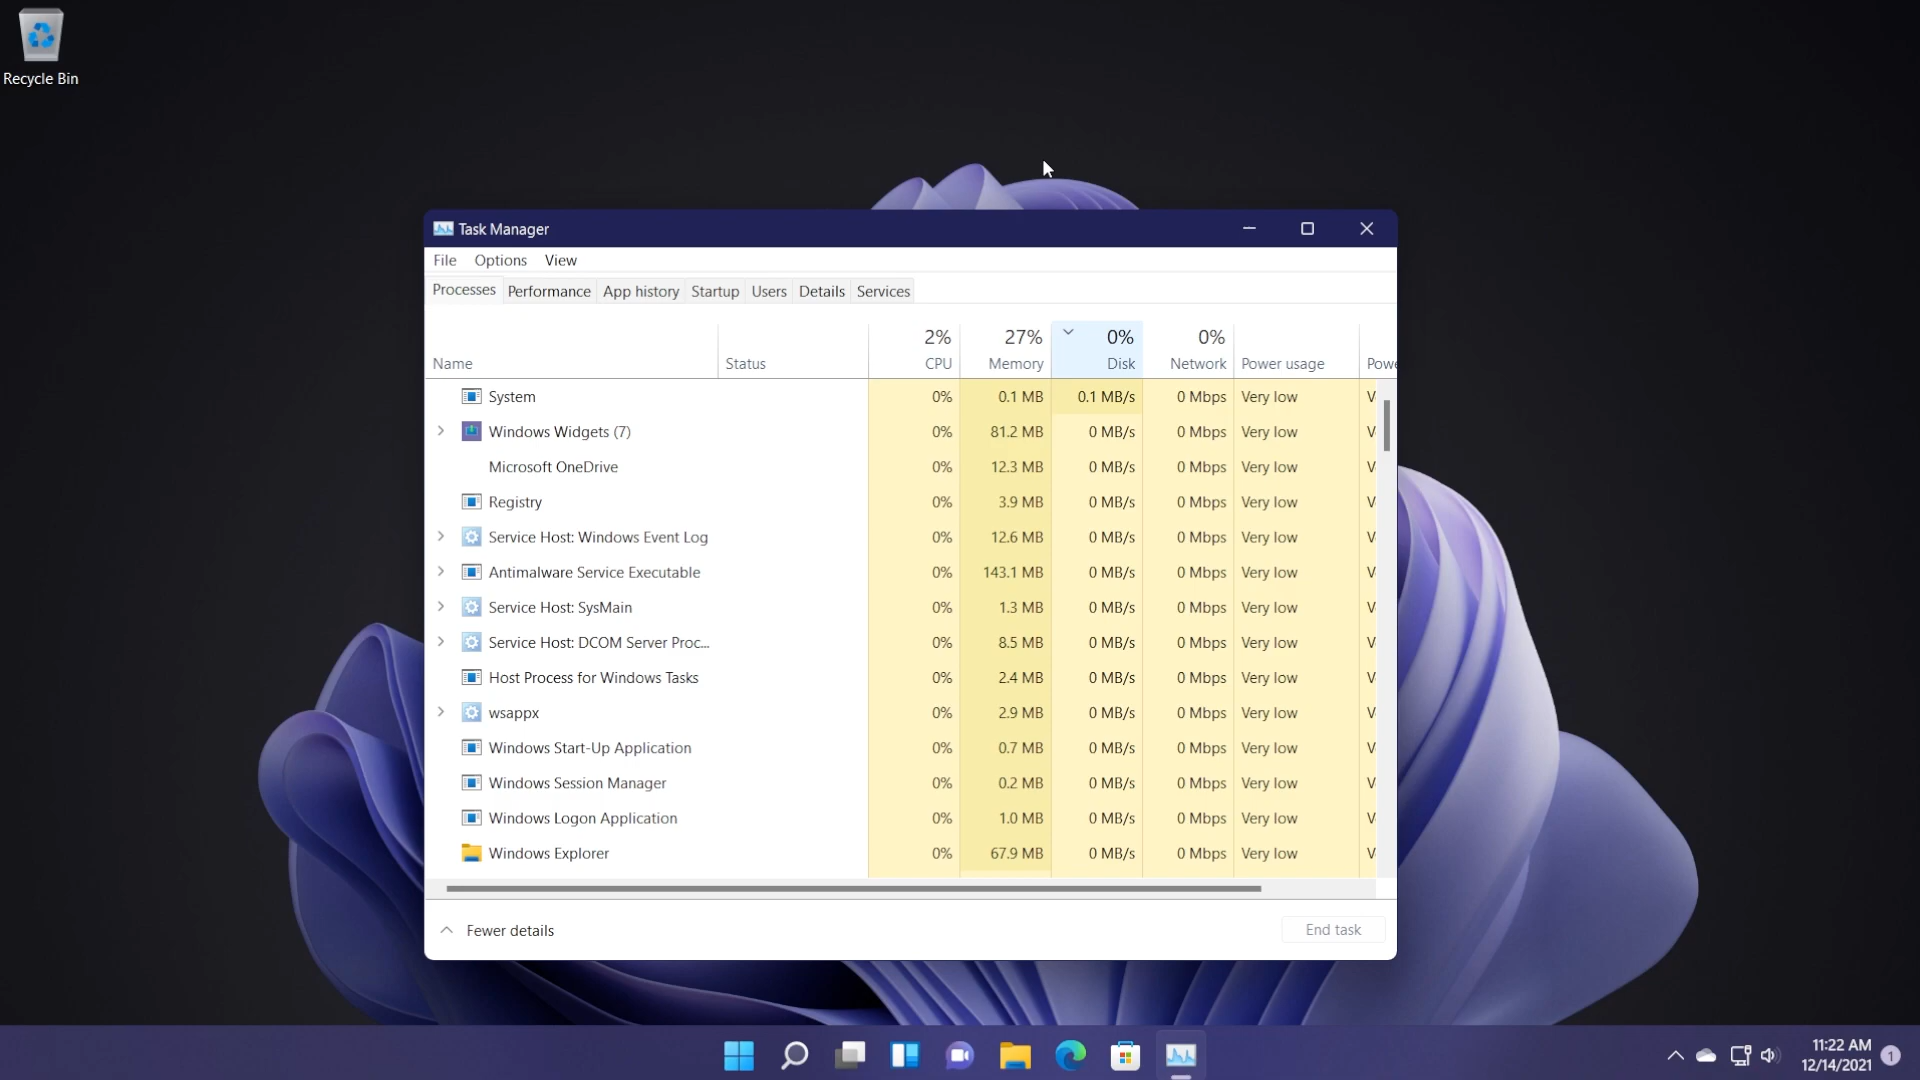 Recycle Bin
Task Manager
File Options View
Processes Performance App history Startup Users Details Services
2% 27% 0% 0%
Name Status CPU Memory Disk Network Power usage Powe
System 0% 0.1 MB 0.1 MB/s 0 Mbps Very low
Windows Widgets (7) 0% 81.2 MB 0 MB/s 0 Mbps Very low
Microsoft OneDrive 0% 12.3 MB 0 MB/s 0 Mbps Very low
Registry 0% 3.9 MB 0 MB/s 0 Mbps Very low
Service Host: Windows Event Log 0% 12.6 MB 0 MB/s 0 Mbps Very low
Antimalware Service Executable 0% 143.1 MB 0 MB/s 0 Mbps Very low
Service Host: SysMain 0% 1.3 MB 0 MB/s 0 Mbps Very low
Service Host: DCOM Server Proc... 0% 8.5 MB 0 MB/s 0 Mbps Very low
Host Process for Windows Tasks 0% 2.4 MB 0 MB/s 0 Mbps Very low
wsappx 0% 2.9 MB 0 MB/s 0 Mbps Very low
Windows Start-Up Application 0% 0.7 MB 0 MB/s 0 Mbps Very low
Windows Session Manager 0% 0.2 MB 0 MB/s 0 Mbps Very low
Windows Logon Application 0% 1.0 MB 0 MB/s 0 Mbps Very low
Windows Explorer 0% 67.9 MB 0 MB/s 0 Mbps Very low
Fewer details End task
11:22 AM
12/14/2021 1